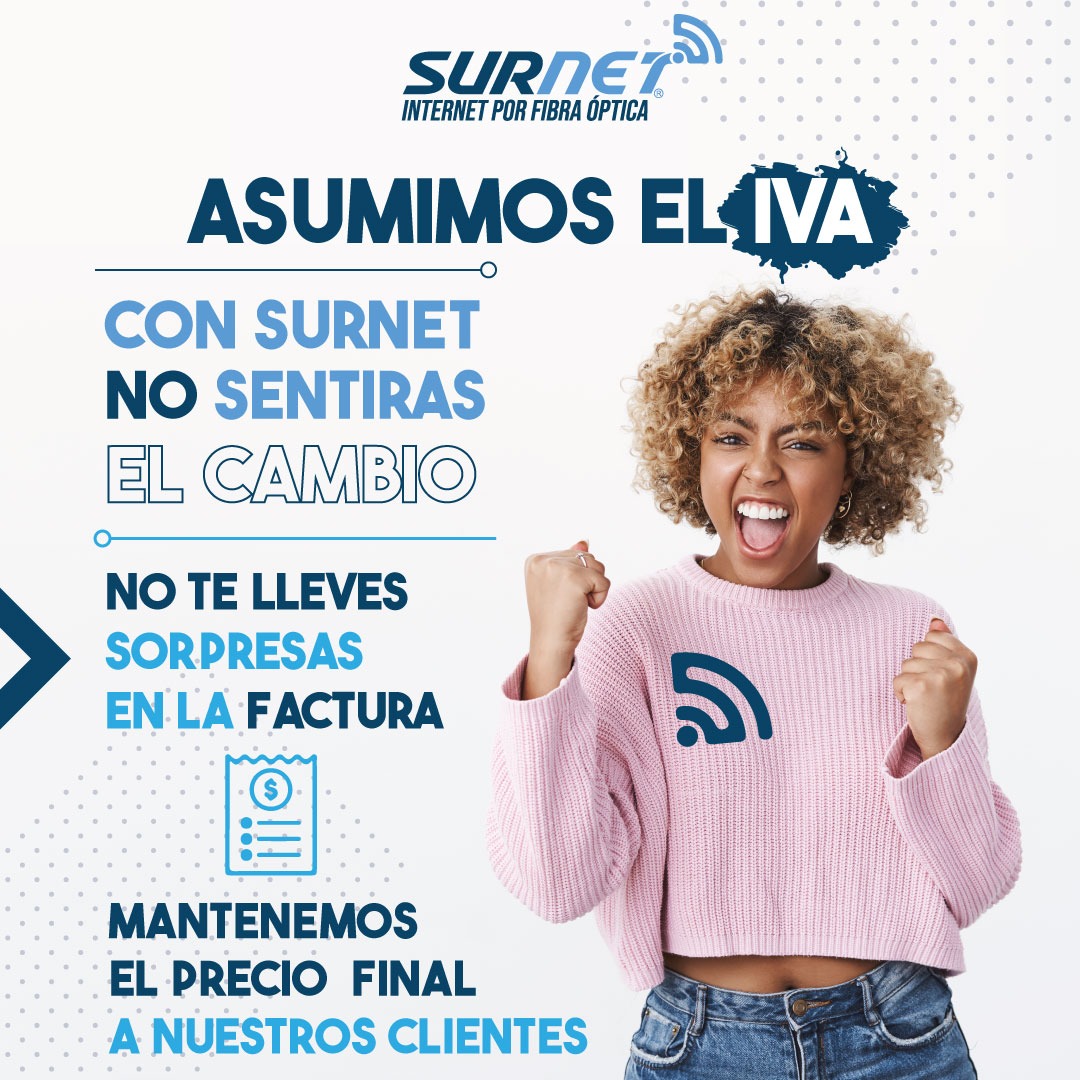 SURNET®
INTERNET POR FIBRA ÓPTICA
ASUMIMOS EL IVA
CON SURNET
NO SENTIRAS
EL CAMBIO
NO TE LLEVES
SORPRESAS
EN LA FACTURA
$
MANTENEMOS
EL PRECIO FINAL
A NUESTROS CLIENTES